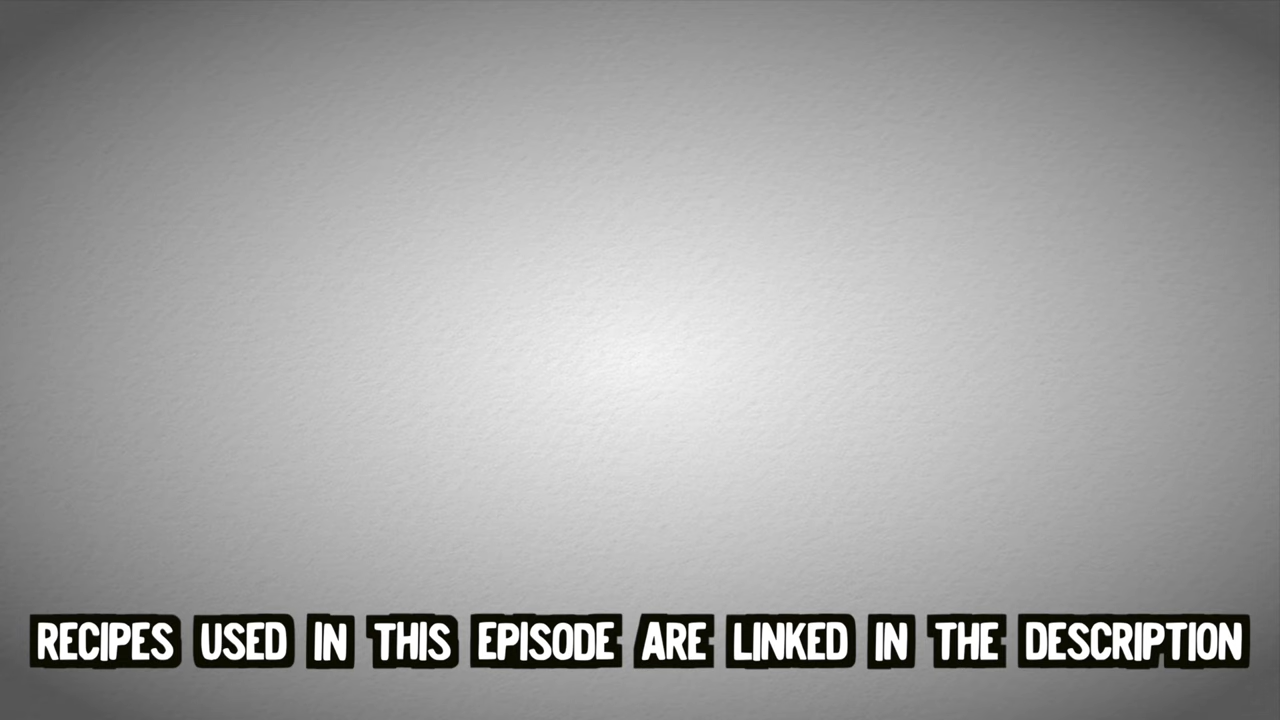 RECIPES USED IN THIS EPISODE ARE LINKED IN THE DESCRIPTION